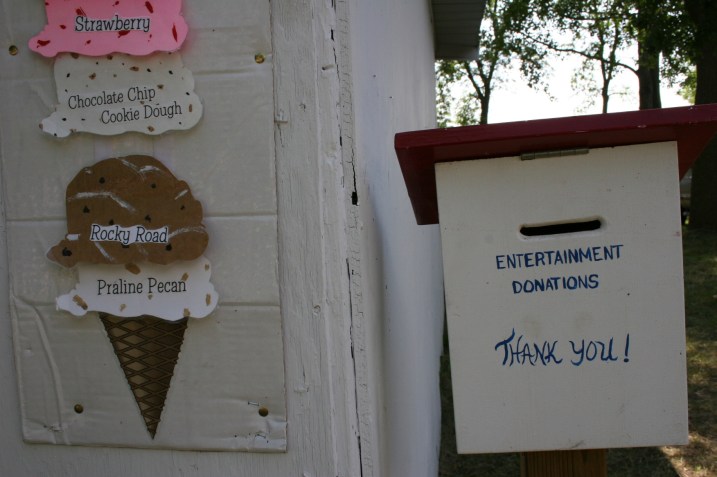 Strawberry
Chocolate Chip
Cookie Dough
Rocky Road
Praline Pecan
ENTERTAINMENT
DONATIONS
THANK YOU!